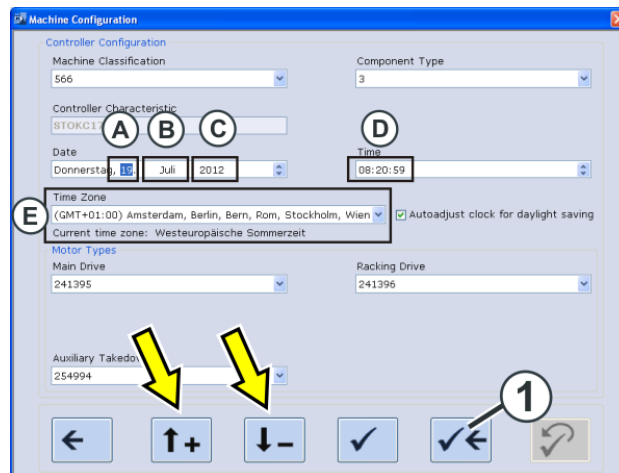 Machine Configuration
Controller Configuration
Machine Classification
Component Type
566
3
Controller Characteristic
STOKC17
A
B
C
D
Date
Time
Donnerstag, 19. Juli 2012
08:20:59
E
Time Zone
(GMT+01:00) Amsterdam, Berlin, Bern, Rom, Stockholm, Wien
Autoadjust clock for daylight saving
Current time zone: Westeuropäische Sommerzeit
Motor Types
Main Drive
Racking Drive
241395
241396
Auxiliary
254994
1
+
-